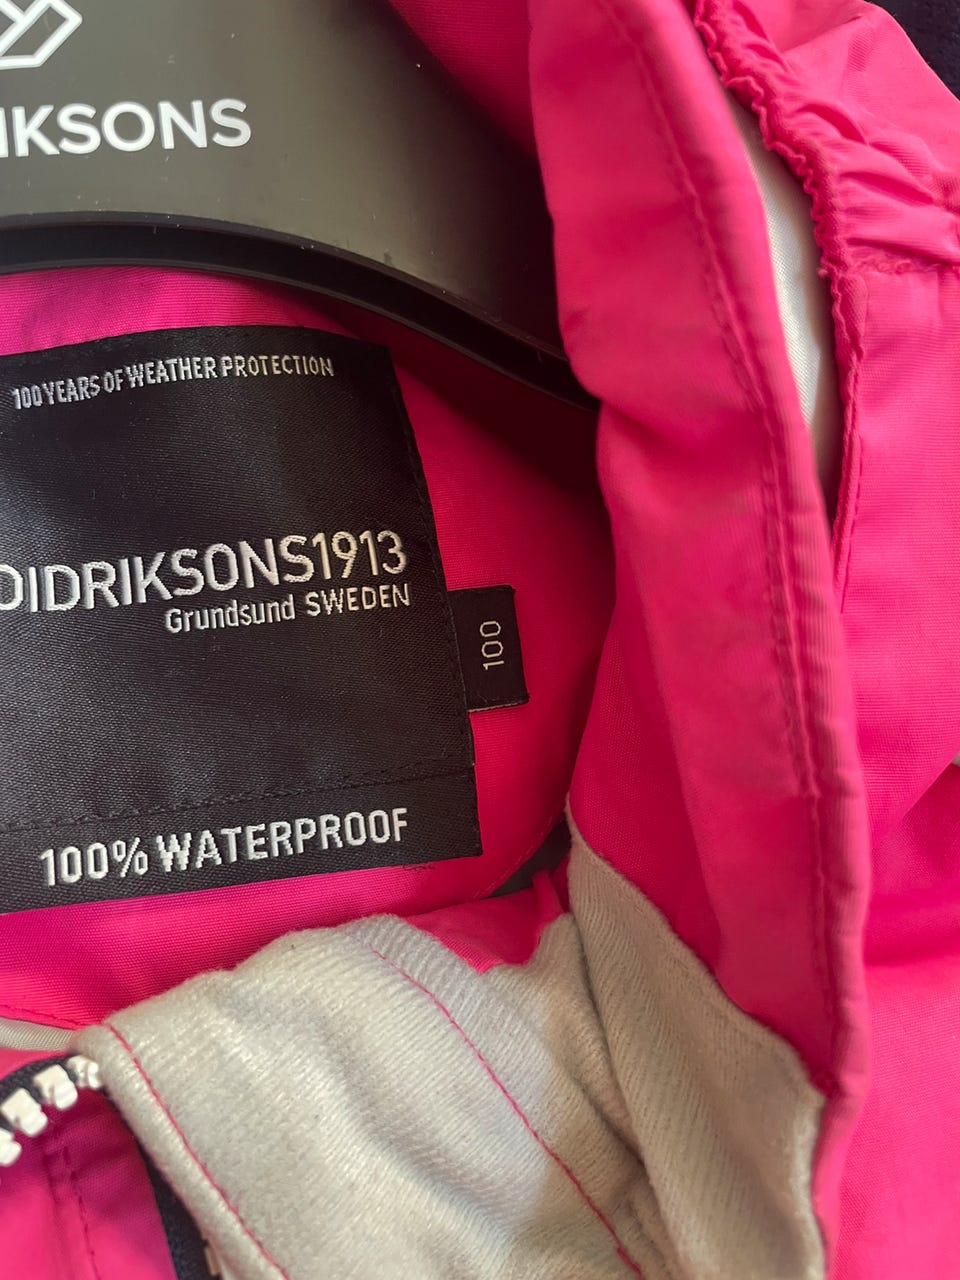 IKSONS
100 YEARS OF WEATHER PROTECTION
DIDRIKSONS1913
Grundsund SWEDEN
100
100% WATERPROOF